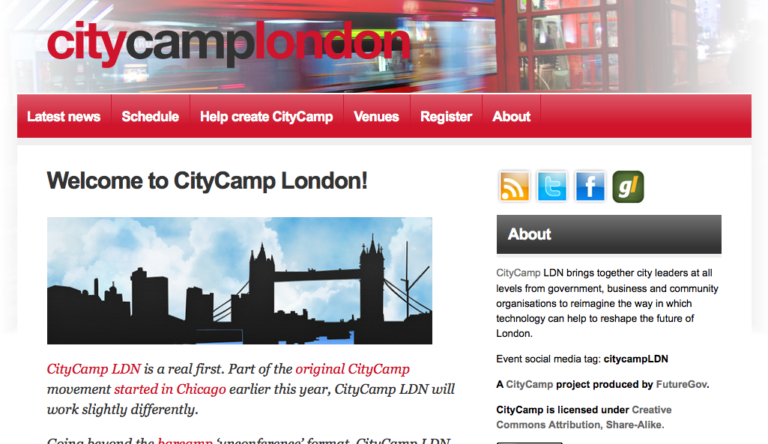 citycamplondon
Latest news Schedule Help create CityCamp Venues Register About
Welcome to CityCamp London!
CityCamp LDN is a real first. Part of the original CityCamp
movement started in Chicago earlier this year, CityCamp LDN will
work slightly differently.
Going beyond the barcamp ‘unconference’ format, CityCamp LDN
gl
About
CityCamp LDN brings together city leaders at all
levels from government, business and community
organisations to reimagine the way in which
technology can help to reshape the future of
London.
Event social media tag: citycampLDN
A CityCamp project produced by FutureGov.
CityCamp is licensed under Creative
Commons Attribution, Share-Alike.